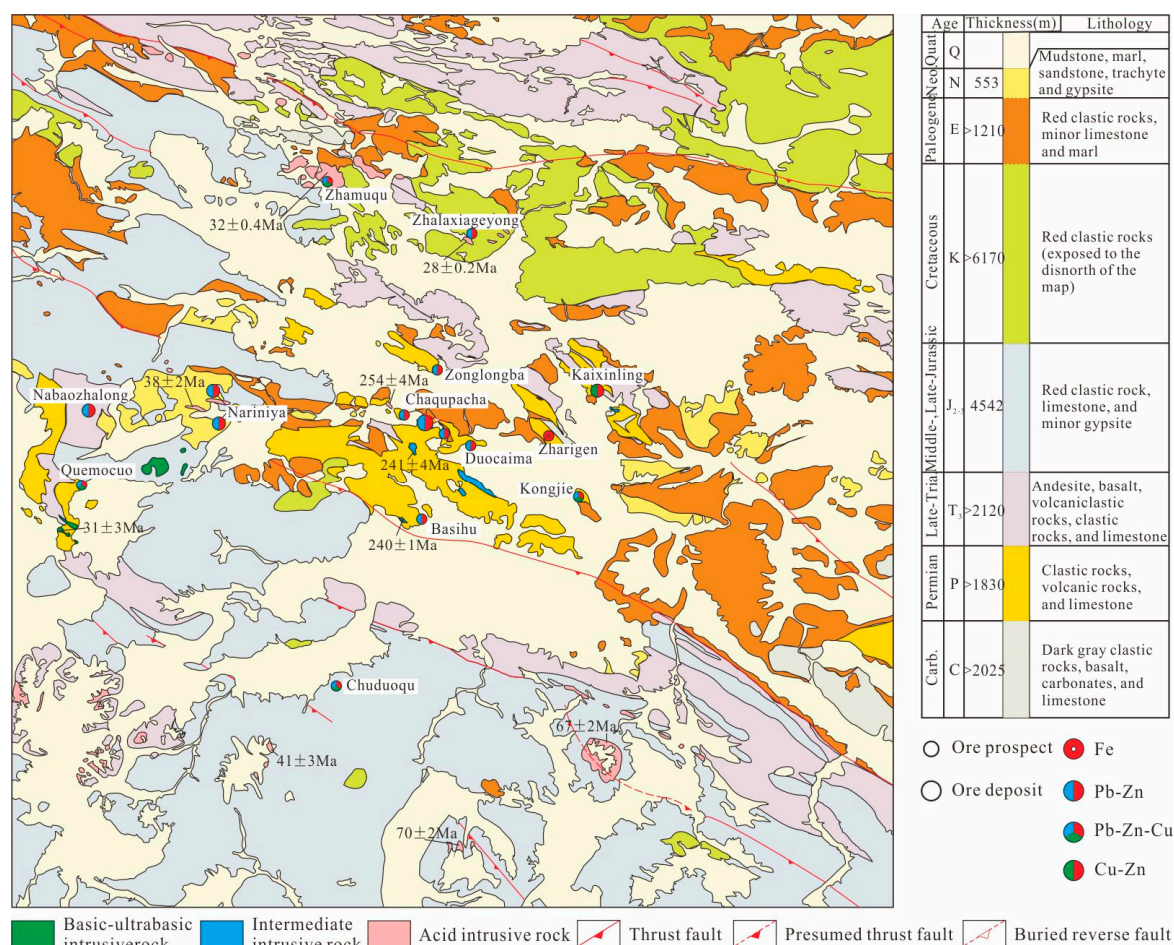 Zhamuqu
32±0.4Ma
Zhalaxiageyong
28±0.2Ma
38±2Ma
254±4Ma
Zonglongba
Kaixinling
Nabaozhalong
Chaqupacha
Nariniya
Zharigen
Duocaima
241±4Ma
Quemocuo
Kongjie
31±3Ma
Basihu
240±1Ma
Chuduoqu
67±2Ma
41±3Ma
70±2Ma
Age Thickness(m) Lithology
Quat. Q
Neo. N 553
Mudstone, marl,
sandstone, trachyte
and gypsite
Paleogene E >1210
Red clastic rocks,
minor limestone
and marl
Cretaceous K >6170
Red clastic rocks
(exposed to the
disnorth of the
map)
Middle-,Late-Jurassic J2-3 4542
Red clastic rock,
limestone, and
minor gypsite
Late-Tria T3 >2120
Andesite, basalt,
volcaniclastic
rocks, clastic
rocks, and limestone
Permian P >1830
Clastic rocks,
volcanic rocks,
and limestone
Carb. C >2025
Dark gray clastic
rocks, basalt,
carbonates, and
limestone
Ore prospect Fe
Ore deposit Pb-Zn
Pb-Zn-Cu
Cu-Zn
Basic-ultrabasic
intrusiverock
Intermediate
intrusive rock
Acid intrusive rock
Thrust fault
Presumed thrust fault
Buried reverse fault